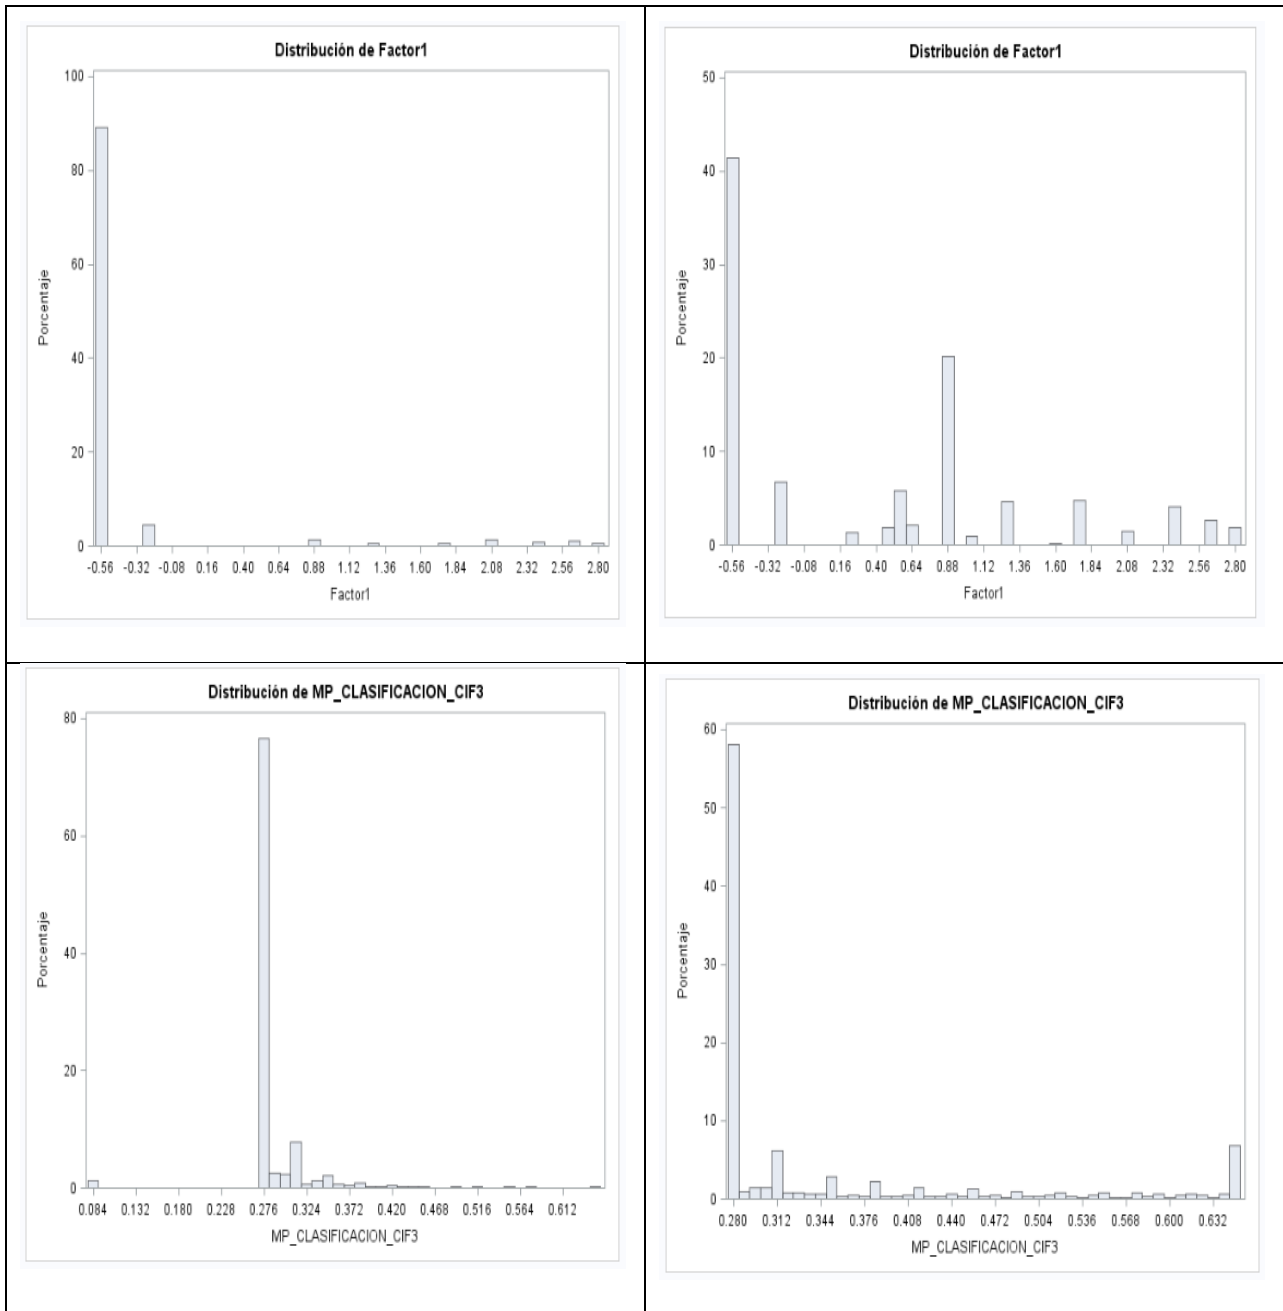 Distribución de Factor1
100
80
60
40
20
0
Porcentaje
-0.56 -0.32 -0.08 0.16 0.40 0.64 0.88 1.12 1.36 1.60 1.84 2.08 2.32 2.56 2.80
Factor1
Distribución de Factor1
50
40
30
20
10
0
Porcentaje
-0.56 -0.32 -0.08 0.16 0.40 0.64 0.88 1.12 1.36 1.60 1.84 2.08 2.32 2.56 2.80
Factor1
Distribución de MP_CLASIFICACION_CIF3
80
60
40
20
0
Porcentaje
0.084 0.132 0.180 0.228 0.276 0.324 0.372 0.420 0.468 0.516 0.564 0.612
MP_CLASIFICACION_CIF3
Distribución de MP_CLASIFICACION_CIF3
60
50
40
30
20
10
0
Porcentaje
0.280 0.312 0.344 0.376 0.408 0.440 0.472 0.504 0.536 0.568 0.600 0.632
MP_CLASIFICACION_CIF3